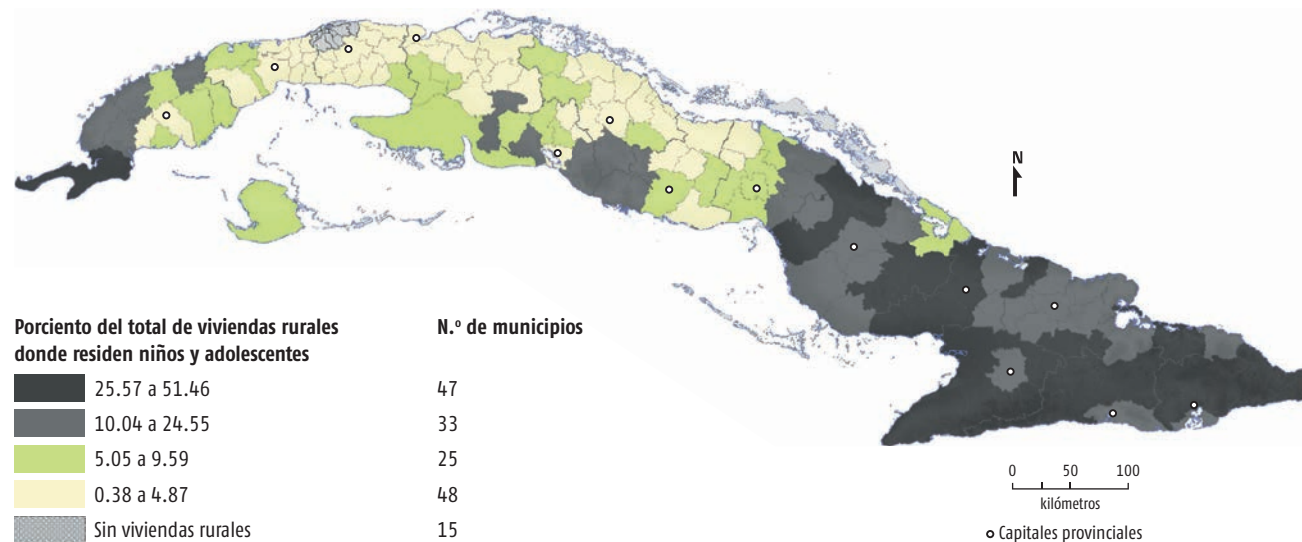 N
Porciento del total de viviendas rurales
donde residen niños y adolescentes
N.º de municipios
25.57 a 51.46 47
10.04 a 24.55 33
5.05 a 9.59 25
0.38 a 4.87 48
Sin viviendas rurales 15
0 50 100
kilómetros
Capitales provinciales